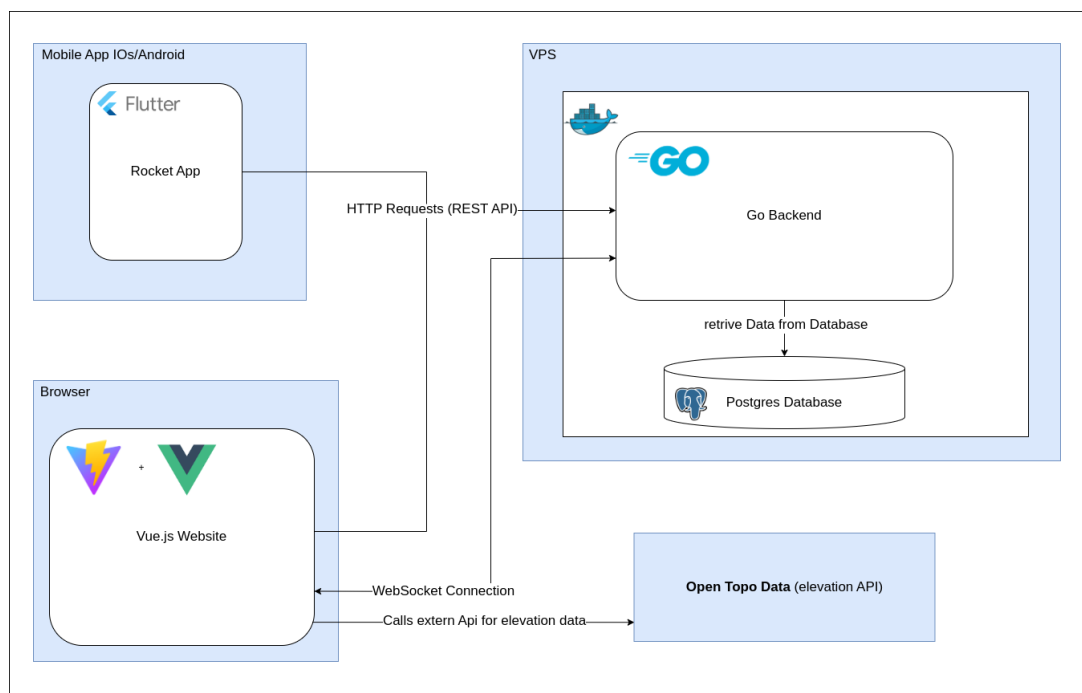 Mobile App IOs/Android
Flutter
Rocket App
VPS
GO
Go Backend
HTTP Requests (REST API)
retrive Data from Database
Postgres Database
Browser
+
Vue.js Website
WebSocket Connection
Calls extern Api for elevation data
Open Topo Data (elevation API)